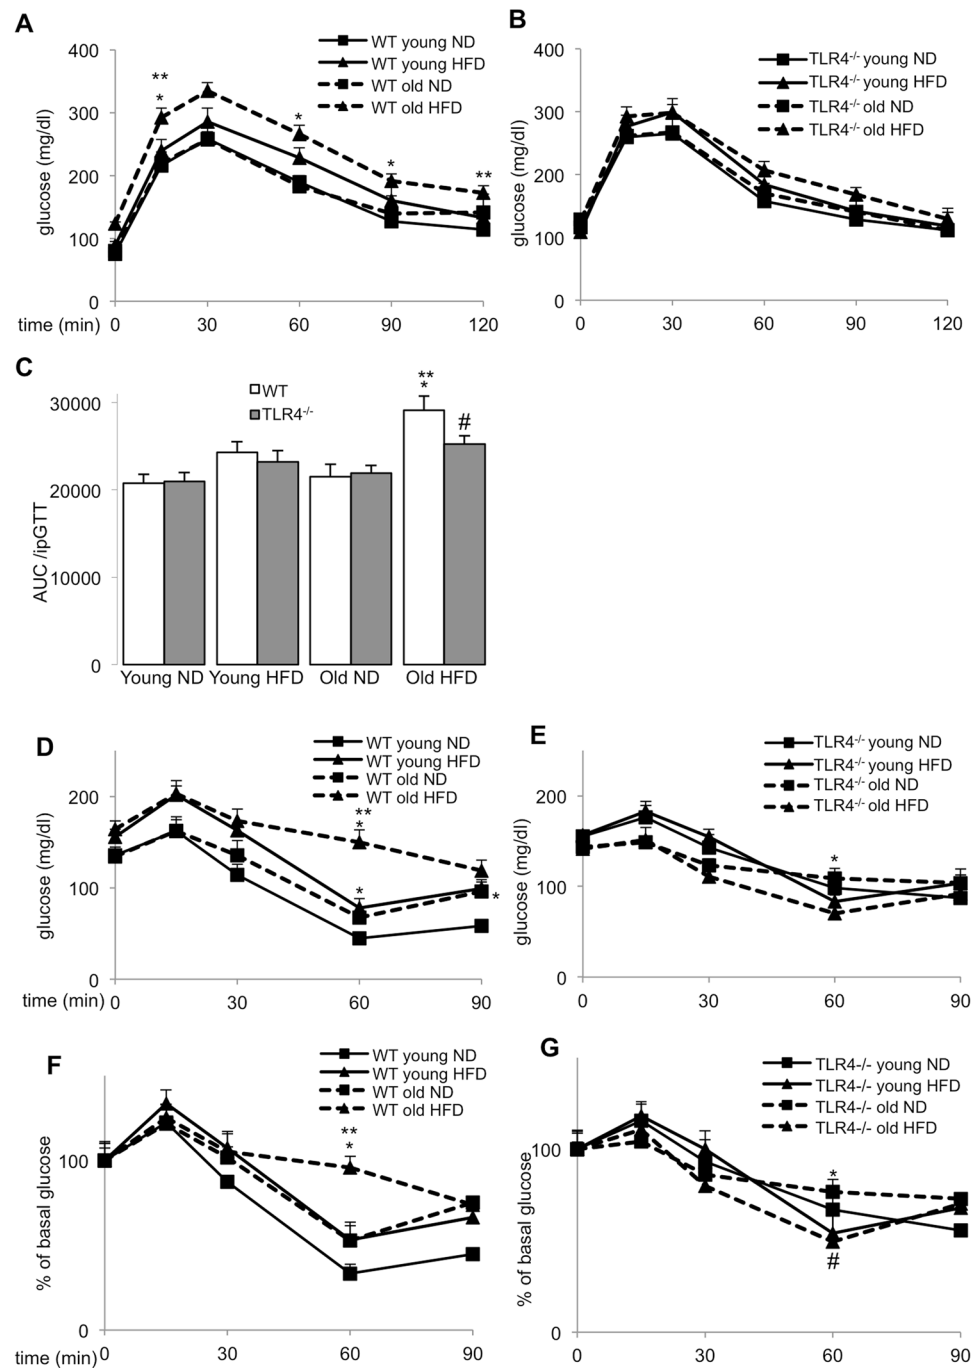 A
WT young ND
WT young HFD
WT old ND
WT old HFD
glucose (mg/dl)
400
300
200
100
0
**
*
*
*
**
time (min)
0 30 60 90 120
B
TLR4-/- young ND
TLR4-/- young HFD
TLR4-/- old ND
TLR4-/- old HFD
glucose (mg/dl)
400
300
200
100
0
0 30 60 90 120
C
WT
TLR4-/-
AUC /ipGTT
30000
20000
10000
0
**
*
#
Young ND Young HFD Old ND Old HFD
D
WT young ND
WT young HFD
WT old ND
WT old HFD
glucose (mg/dl)
200
100
0
**
*
*
*
time (min)
0 30 60 90
E
TLR4-/- young ND
TLR4-/- young HFD
TLR4-/- old ND
TLR4-/- old HFD
glucose (mg/dl)
200
100
0
*
0 30 60 90
F
WT young ND
WT young HFD
WT old ND
WT old HFD
% of basal glucose
100
0
**
*
time (min)
0 30 60 90
G
TLR4-/- young ND
TLR4-/- young HFD
TLR4-/- old ND
TLR4-/- old HFD
% of basal glucose
100
0
*
#
0 30 60 90